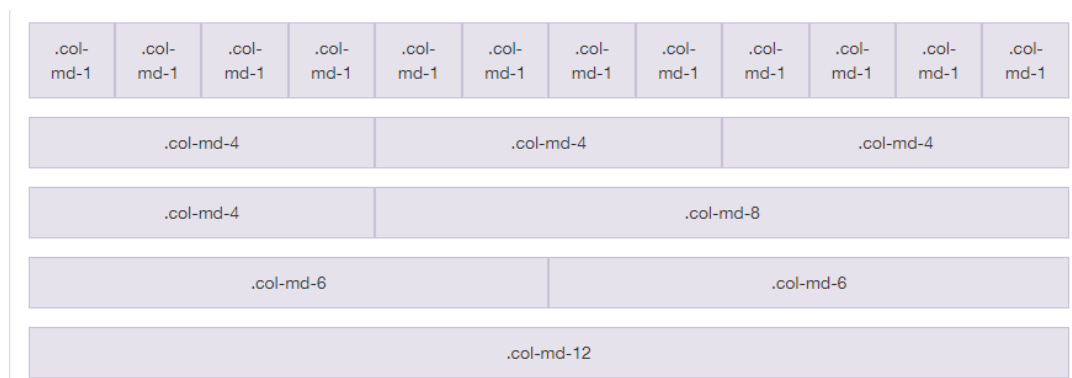 .col- .col- .col- .col- .col- .col- .col- .col- .col- .col- .col- .col-
md-1 md-1 md-1 md-1 md-1 md-1 md-1 md-1 md-1 md-1 md-1 md-1
.col-md-4 .col-md-4 .col-md-4
.col-md-4 .col-md-8
.col-md-6 .col-md-6
.col-md-12